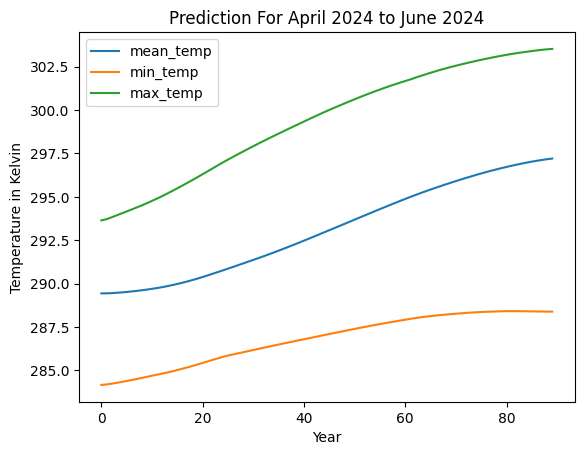 Prediction For April 2024 to June 2024
mean_temp
min_temp
max_temp
Temperature in Kelvin
302.5
300.0
297.5
295.0
292.5
290.0
287.5
285.0
0
20
40
60
80
Year